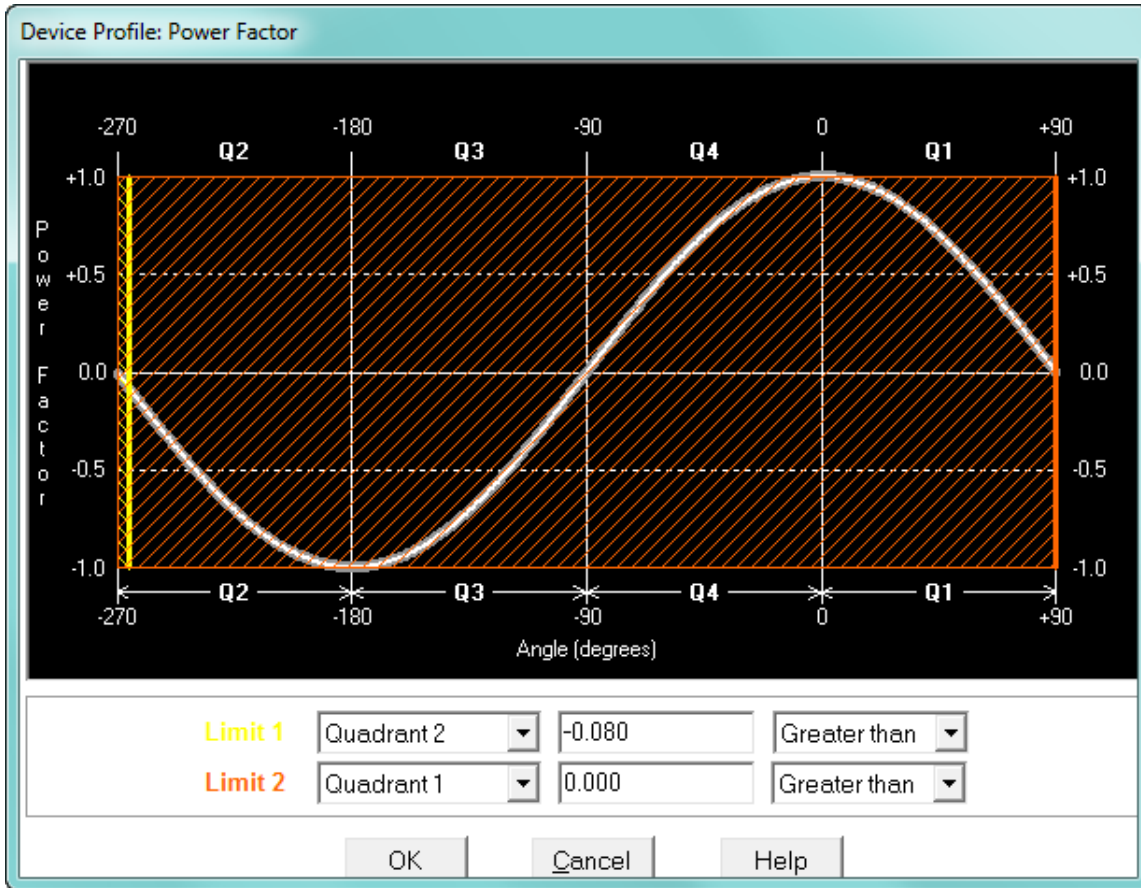 Device Profile: Power Factor
-270 -180 -90 0 +90
Q2 Q3 Q4 Q1
+1.0 +1.0
+0.5 +0.5
0.0 0.0
-0.5 -0.5
-1.0 -1.0
Power Factor
Q2 Q3 Q4 Q1
-270 -180 -90 0 +90
Angle (degrees)
Limit 1 Quadrant 2 -0.080 Greater than
Limit 2 Quadrant 1 0.000 Greater than
OK Cancel Help